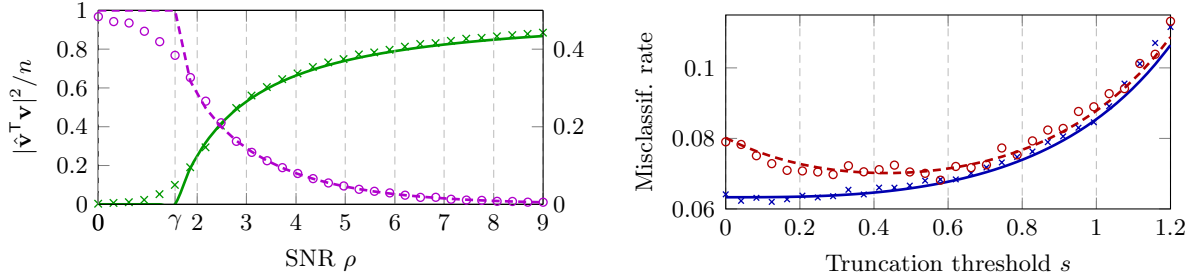 |v̂ᵀv|²/n
1
0.8
0.6
0.4
0.2
0
0.4
0.2
0
0 γ 2 3 4 5 6 7 8 9
SNR ρ
Misclassif. rate
0.1
0.08
0.06
0 0.2 0.4 0.6 0.8 1 1.2
Truncation threshold s